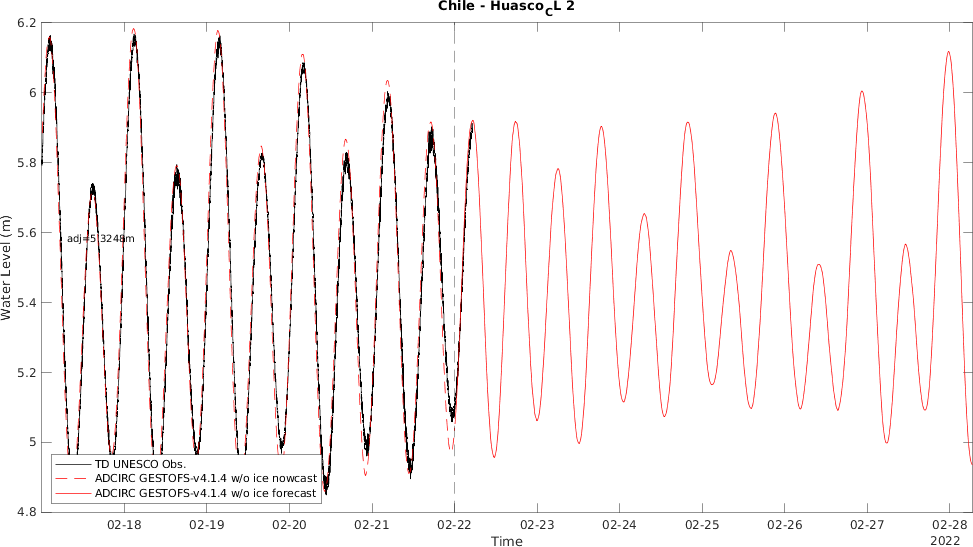 Chile - HuascoCL 2
6.2
6
5.8
5.6
5.4
5.2
5
4.8
Water Level (m)
adj=5.3248m
TD UNESCO Obs.
ADCIRC GESTOFS-v4.1.4 w/o ice nowcast
ADCIRC GESTOFS-v4.1.4 w/o ice forecast
02-18 02-19 02-20 02-21 02-22 02-23 02-24 02-25 02-26 02-27 02-28
Time
2022